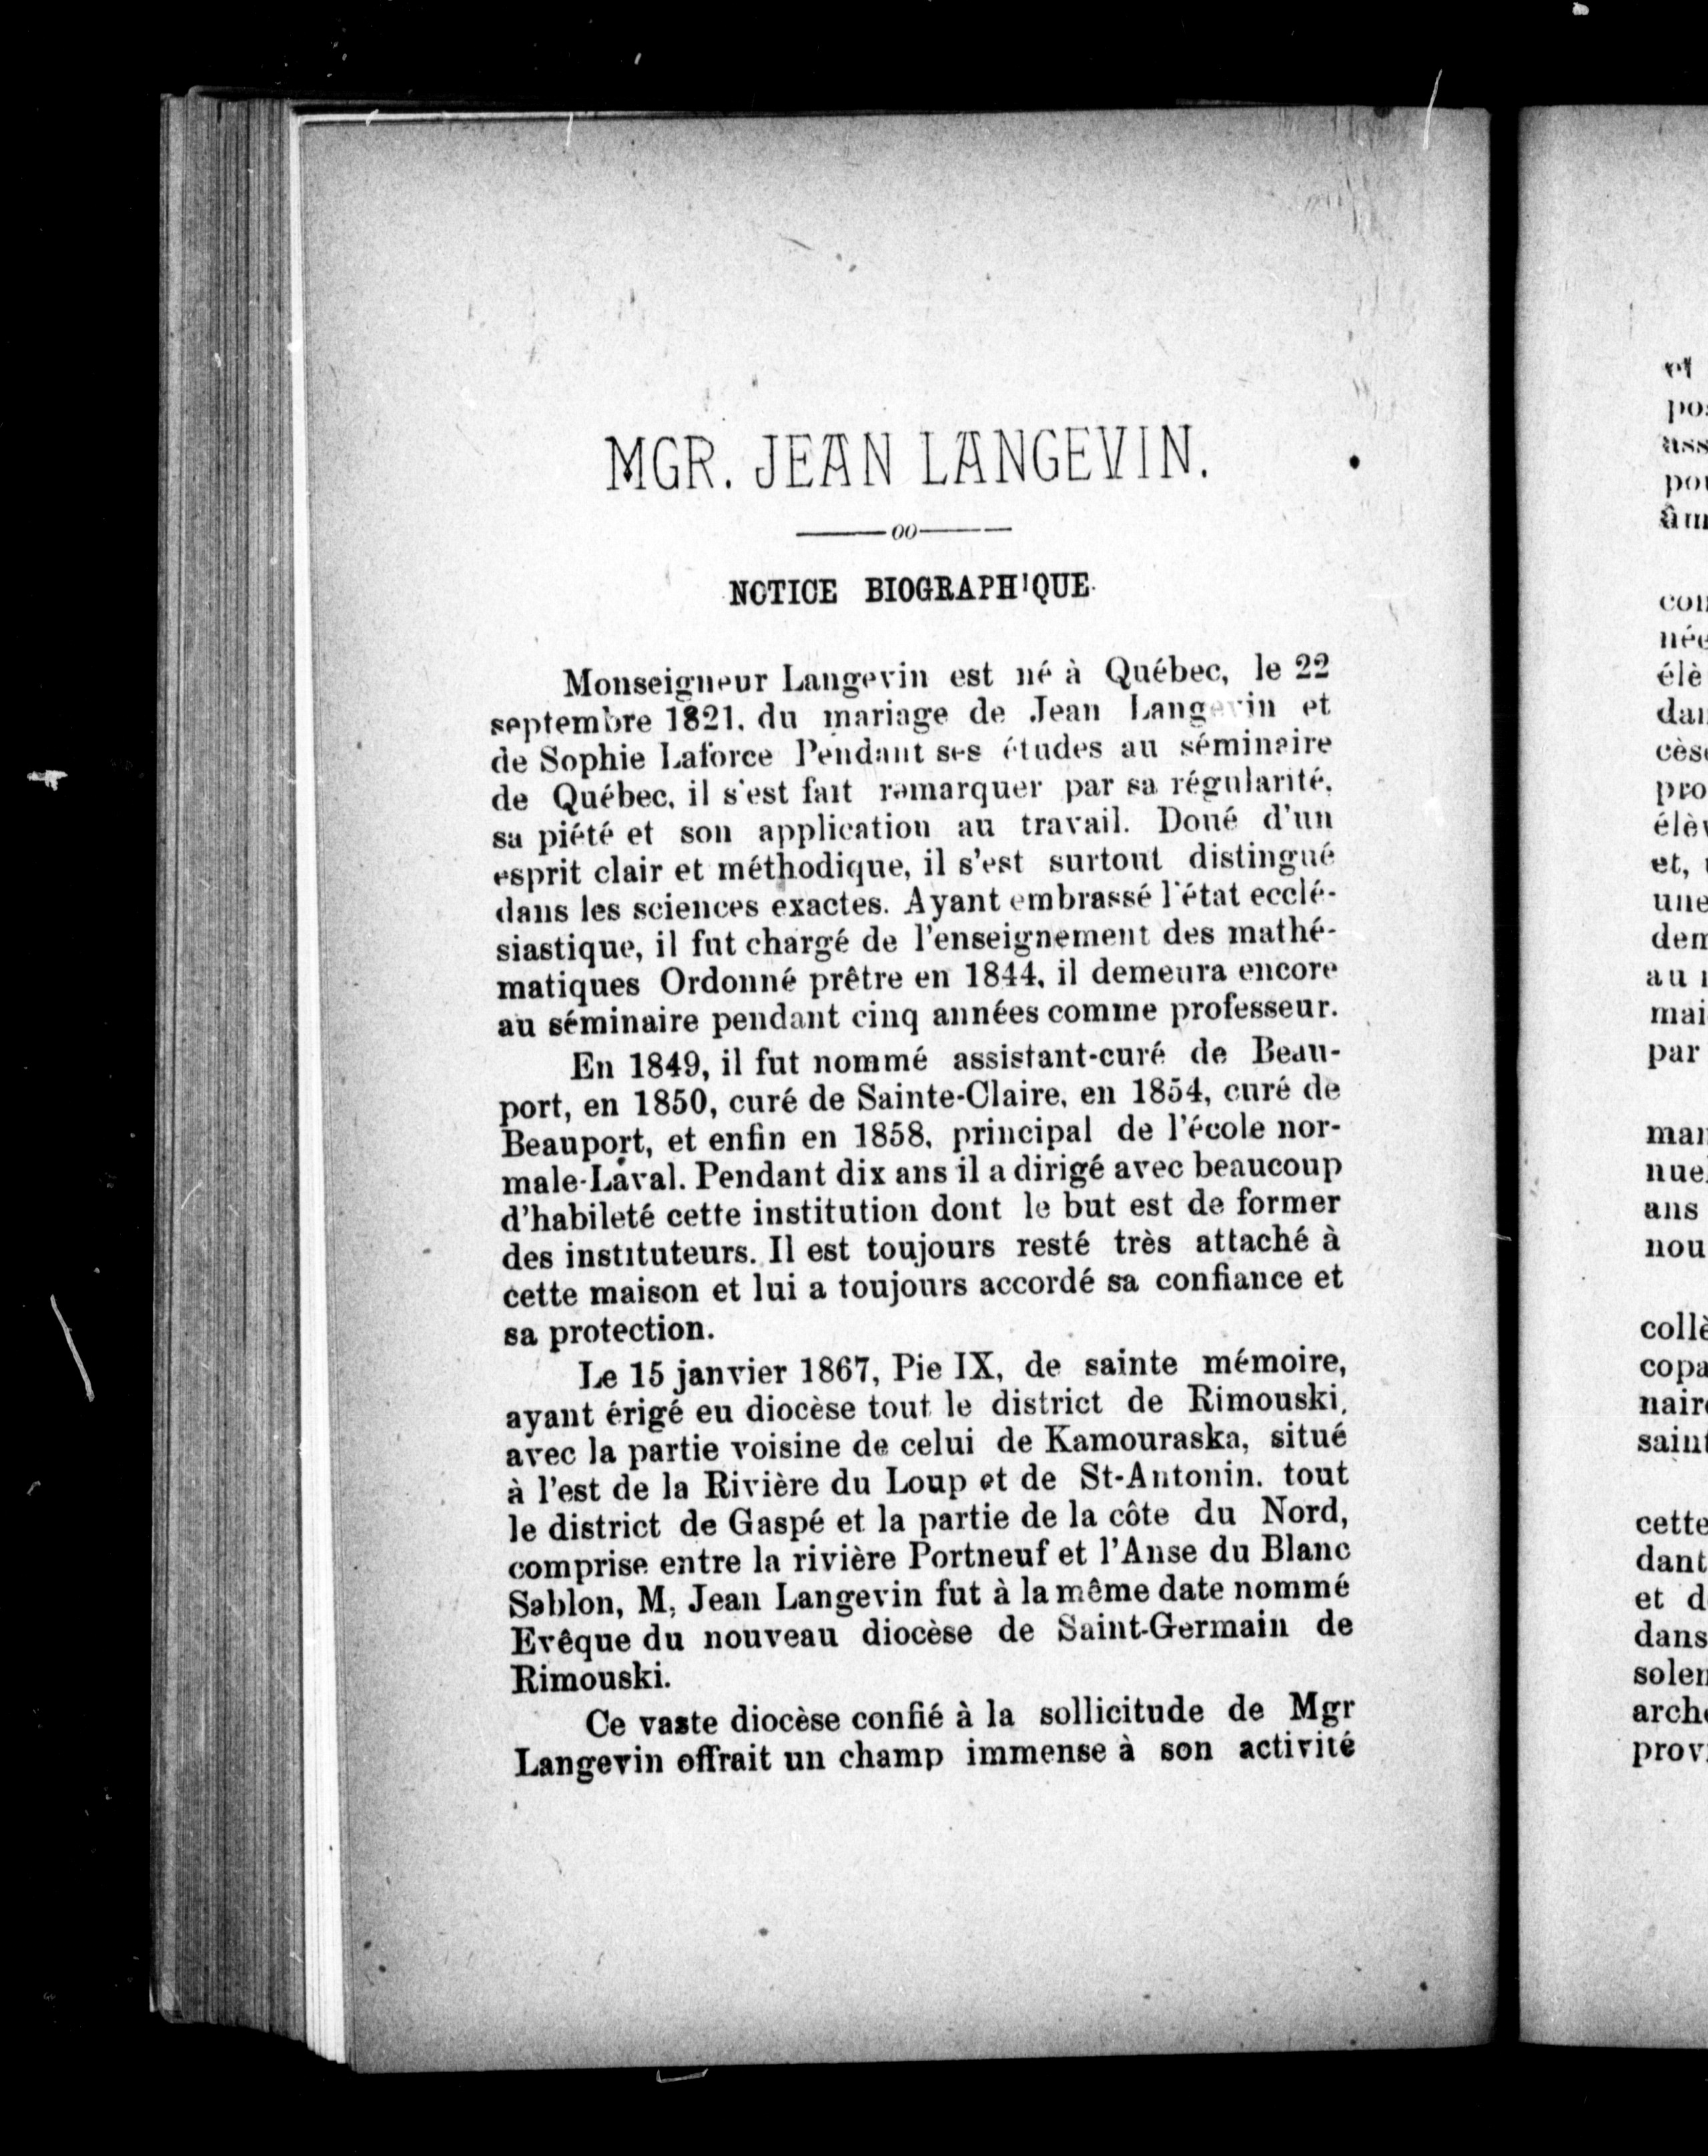 MGR. JEAN LANGEVIN.
oo
NOTICE BIOGRAPHIQUE
Monseigneur Langevin est né à Québec, le 22
septembre 1821. du mariage de Jean Langevin et
de Sophie Laforce Pendant ses études au séminaire
de Québec, il s'est fait remarquer par sa régularité,
sa piété et son application au travail. Doué d'un
esprit clair et méthodique, il s'est surtout distingué
dans les sciences exactes. Ayant embrassé l'état ecclé-
siastique, il fut chargé de l'enseignement des mathé-
matiques Ordonné prêtre en 1844, il demeura encore
au séminaire pendant cinq années comme professeur.
En 1849, il fut nommé assistant-curé de Beau-
port, en 1850, curé de Sainte-Claire, en 1854, curé de
Beauport, et enfin en 1858, principal de l'école nor-
male-Laval. Pendant dix ans il a dirigé avec beaucoup
d'habileté cette institution dont le but est de former
des instituteurs. Il est toujours resté très attaché à
cette maison et lui a toujours accordé sa confiance et
sa protection.
Le 15 janvier 1867, Pie IX, de sainte mémoire,
ayant érigé eu diocèse tout le district de Rimouski,
avec la partie voisine de celui de Kamouraska, situé
à l'est de la Rivière du Loup et de St-Antonin. tout
le district de Gaspé et la partie de la côte du Nord,
comprise entre la rivière Portneuf et l'Anse du Blanc
Sablon, M, Jean Langevin fut à la même date nommé
Evêque du nouveau diocèse de Saint-Germain de
Rimouski.
Ce vaste diocèse confié à la sollicitude de Mgr
Langevin offrait un champ immense à son activité